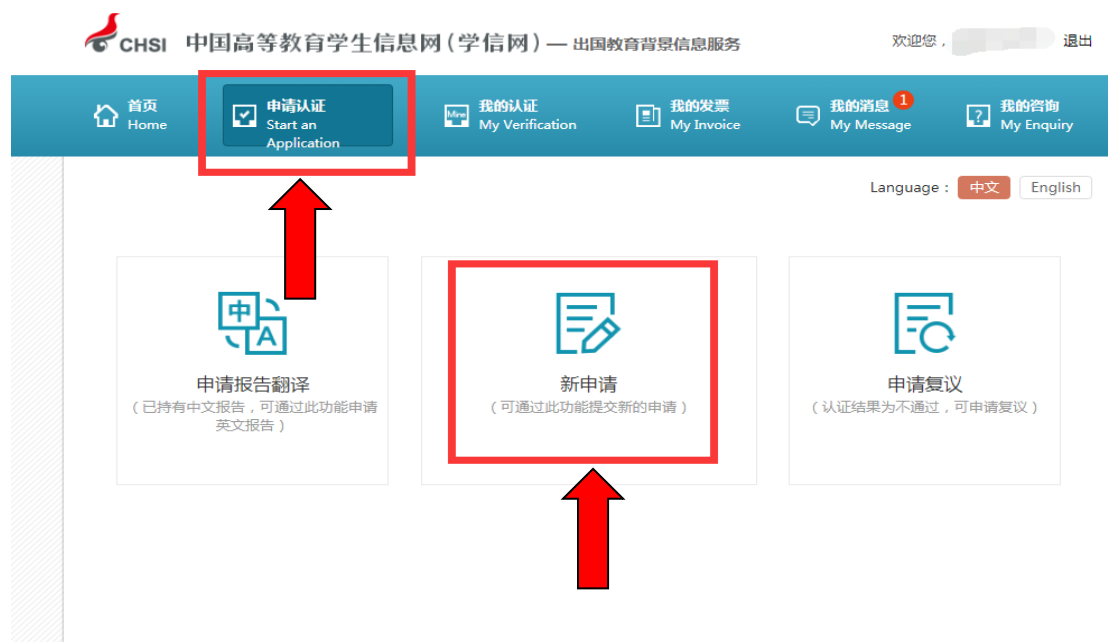 CHSI 中国高等教育学生信息网(学信网)— 出国教育背景信息服务
欢迎您, 退出
首页
Home
申请认证
Start an
Application
Mine
我的认证
My Verification
我的发票
My Invoice
我的消息 1
My Message
?
我的咨询
My Enquiry
Language: 中文 English
中
A
申请报告翻译
(已持有中文报告,可通过此功能申请
英文报告)
新申请
(可通过此功能提交新的申请)
申请复议
(认证结果为不通过,可申请复议)